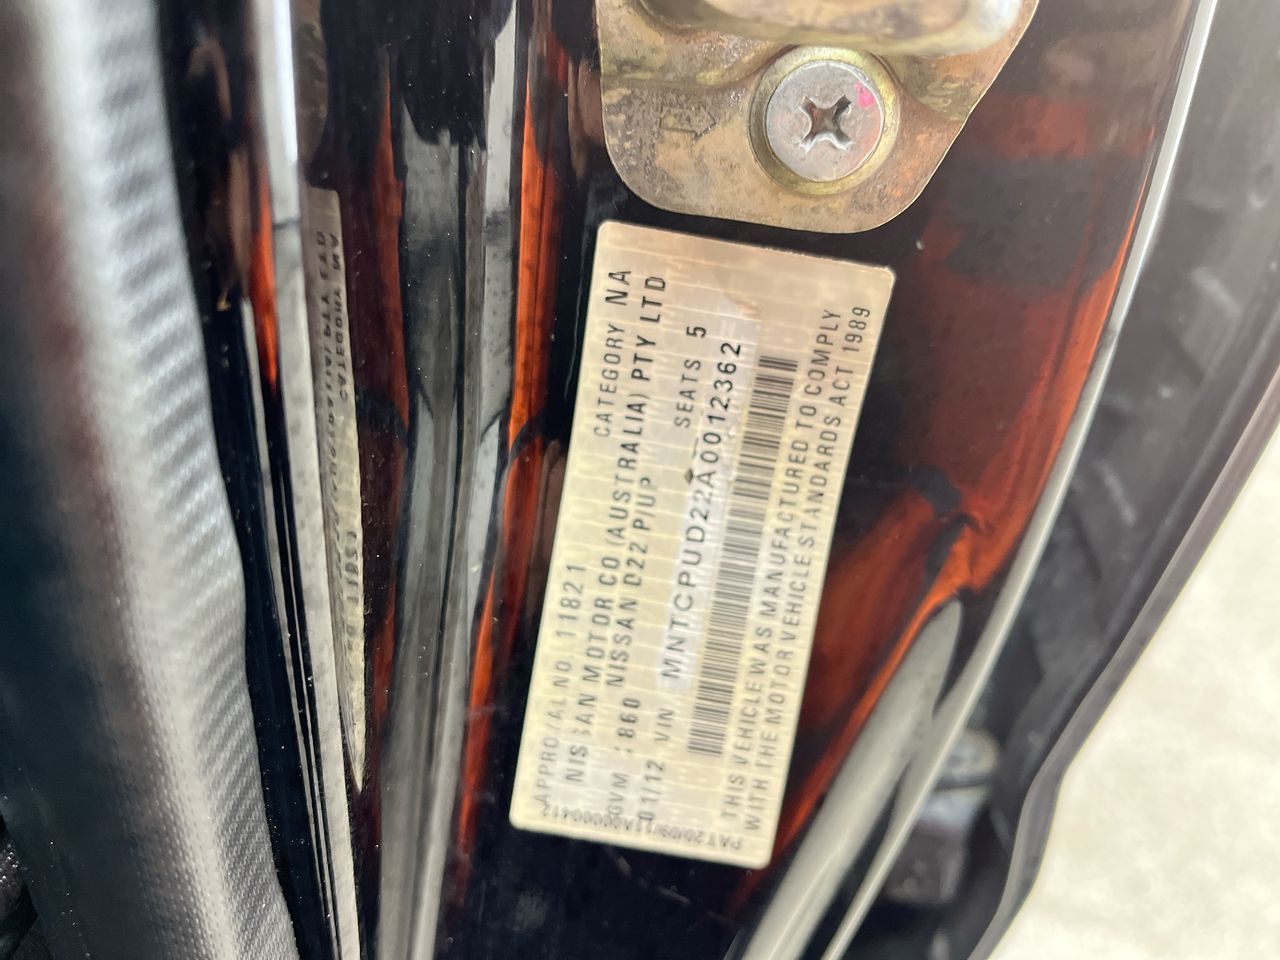 APPROVAL NO. 11821 CATEGORY NA
NISSAN MOTOR CO (AUSTRALIA) PTY LTD
GVM 2860 NISSAN D22 P/UP SEATS 5
01/12 VIN MNTCPUD22A0012362
THIS VEHICLE WAS MANUFACTURED TO COMPLY
WITH THE MOTOR VEHICLE STANDARDS ACT 1989